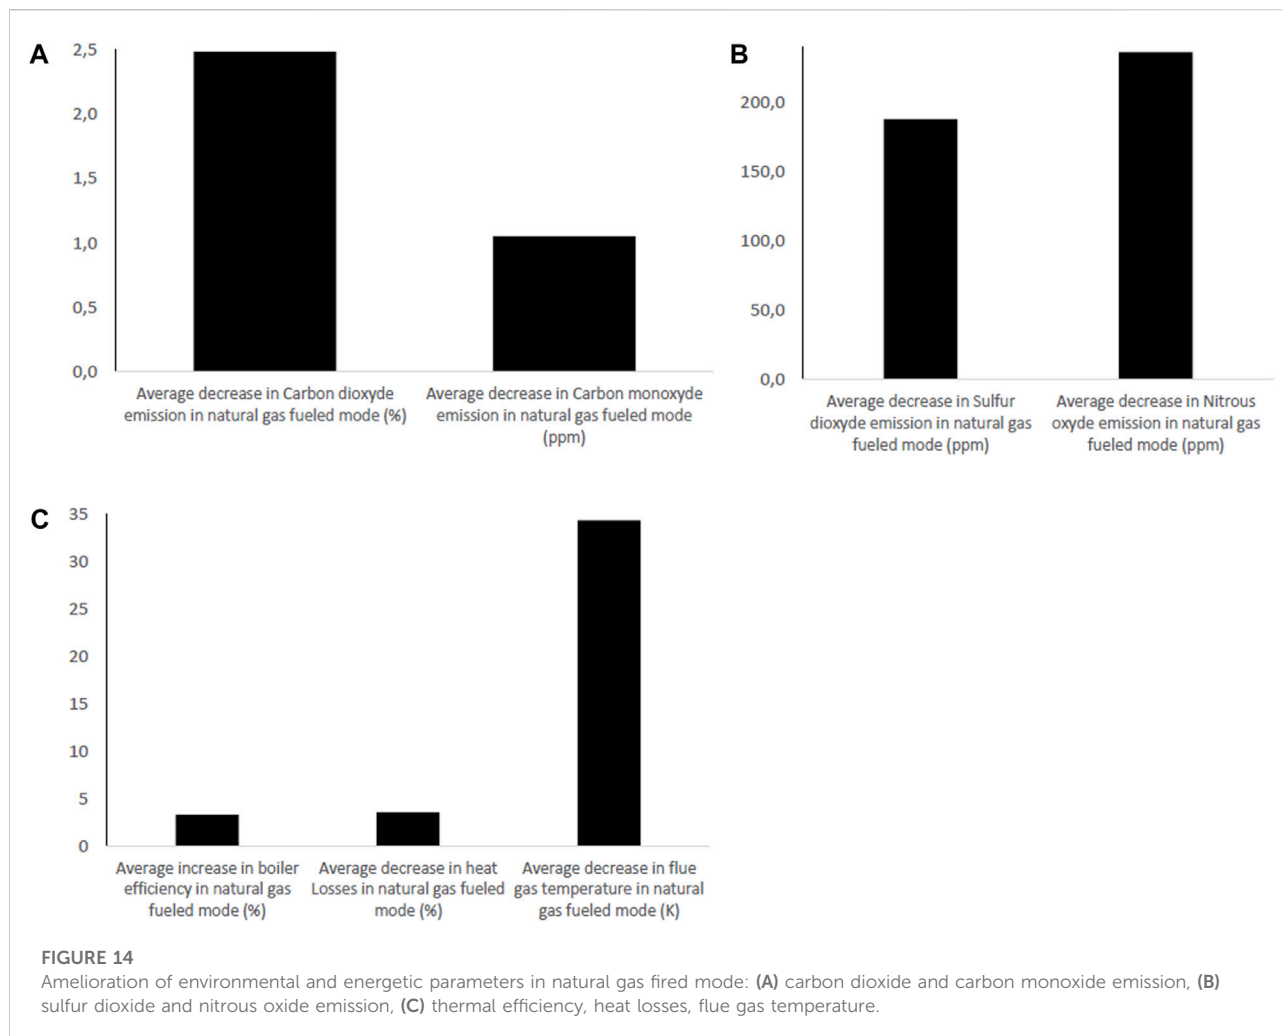 A
2,5
2,0
1,5
1,0
0,5
0,0
Average decrease in Carbon dioxyde
emission in natural gas fueled mode (%)
Average decrease in Carbon monoxyde
emission in natural gas fueled mode
(ppm)
B
200,0
150,0
100,0
50,0
0,0
Average decrease in Sulfur
dioxyde emission in natural gas
fueled mode (ppm)
Average decrease in Nitrous
oxyde emission in natural gas
fueled mode (ppm)
C
35
30
25
20
15
10
5
0
Average increase in boiler
efficiency in natural gas
fueled mode (%)
Average decrease in heat
Losses in natural gas fueled
mode (%)
Average decrease in flue
gas temperature in natural
gas fueled mode (K)
FIGURE 14
Amelioration of environmental and energetic parameters in natural gas fired mode: (A) carbon dioxide and carbon monoxide emission, (B)
sulfur dioxide and nitrous oxide emission, (C) thermal efficiency, heat losses, flue gas temperature.